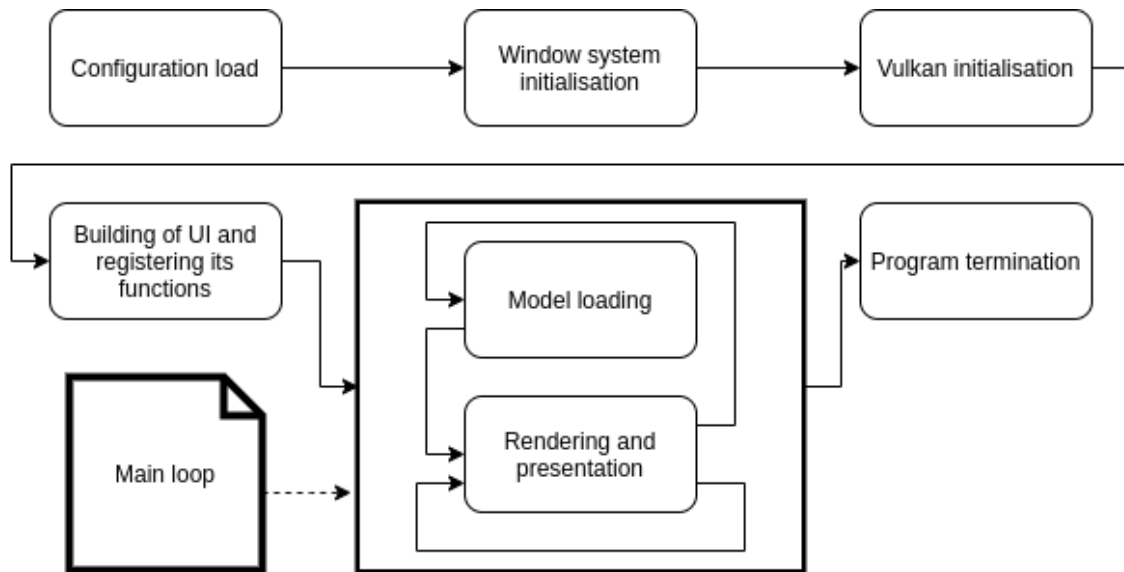 Configuration load
Window system
initialisation
Vulkan initialisation
Building of UI and
registering its
functions
Model loading
Program termination
Main loop
Rendering and
presentation